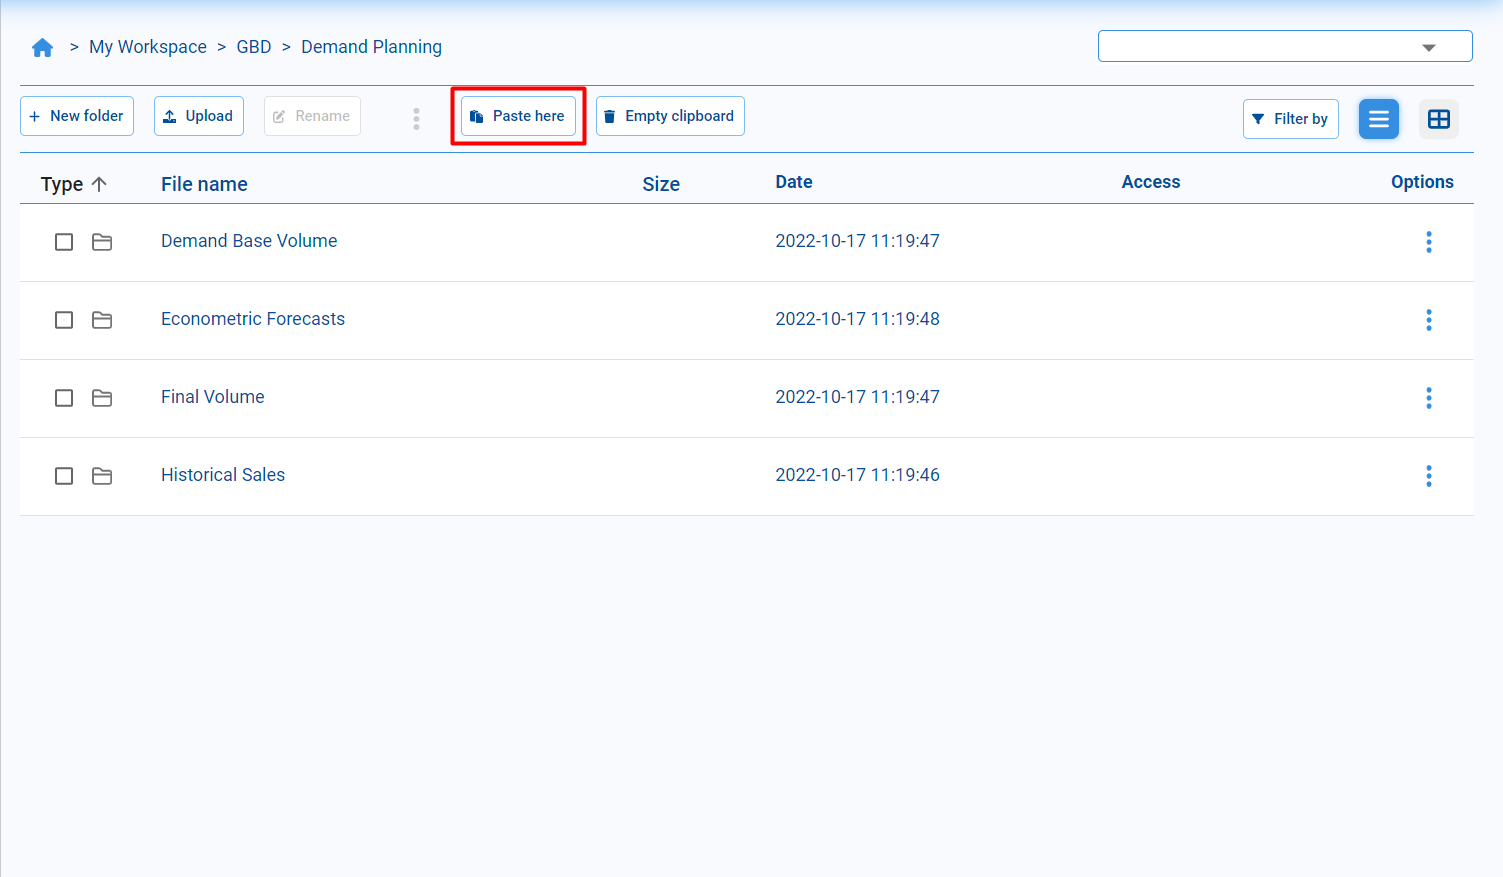 > My Workspace > GBD > Demand Planning
+ New folder Upload Rename Paste here Empty clipboard Filter by
Type File name Size Date Access Options
Demand Base Volume 2022-10-17 11:19:47
Econometric Forecasts 2022-10-17 11:19:48
Final Volume 2022-10-17 11:19:47
Historical Sales 2022-10-17 11:19:46